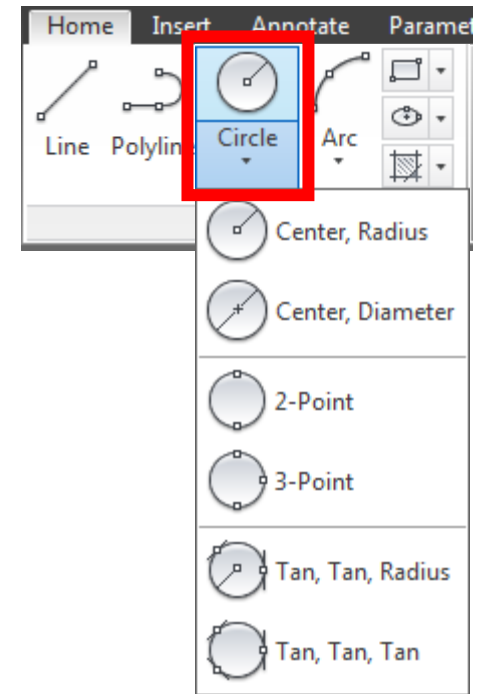 Home Insert Annotate
Line Circle Arc
Center, Radius
Center, Diameter
2-Point
3-Point
Tan, Tan, Radius
Tan, Tan, Tan